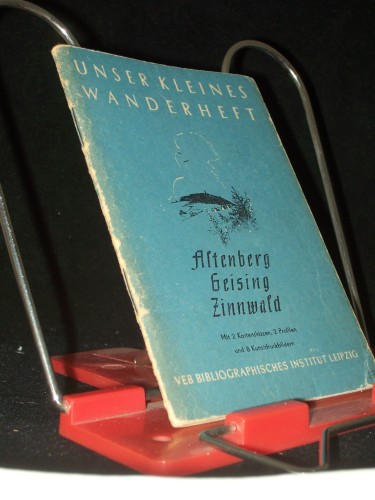 UNSER KLEINES
WANDERHEFT
Altenberg
Geising
Zinnwald
Mit 2 Kartenskizzen, 2 Profilen
und 8 Kunstdruckbildern
VEB BIBLIOGRAPHISCHES INSTITUT LEIPZIG